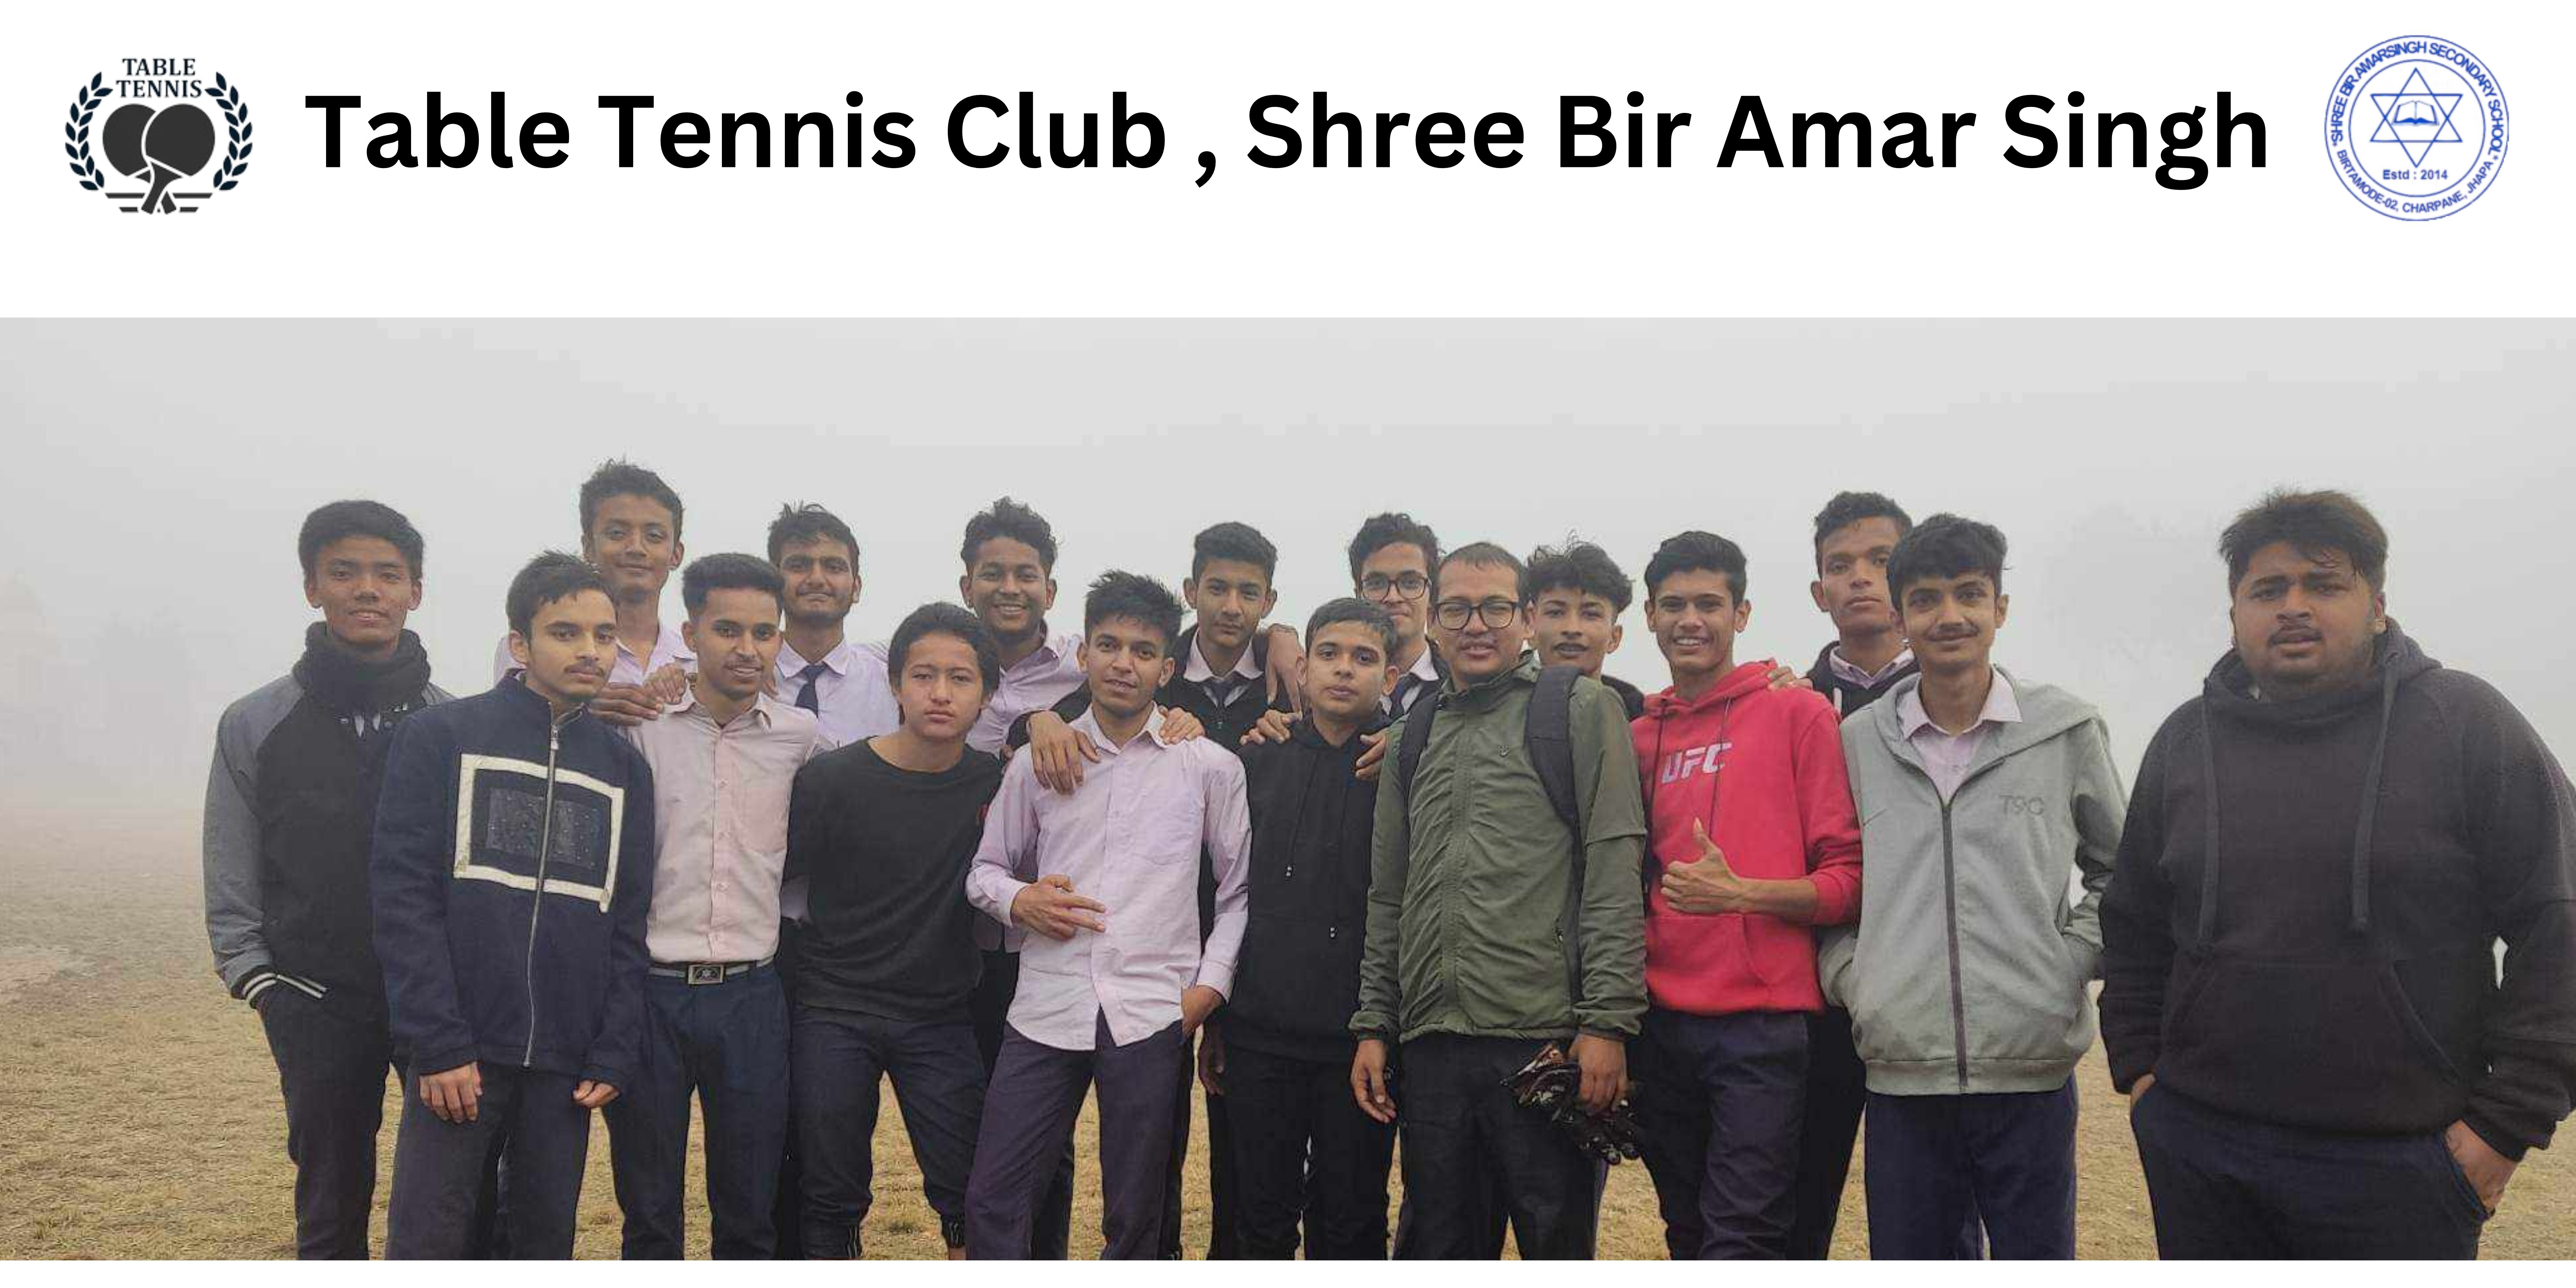 TABLE
TENNIS
Table Tennis Club , Shree Bir Amar Singh
*SHREE BIR AMARSINGH SECONDARY SCHOOL*
Estd : 2014
BIRTAMODE-02, CHARPANE, JHAPA
UFC
T9C